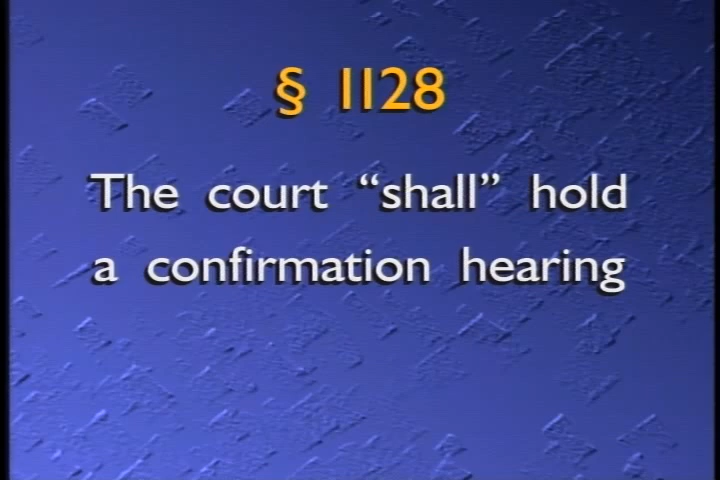 § 1128
The court “shall” hold
a confirmation hearing